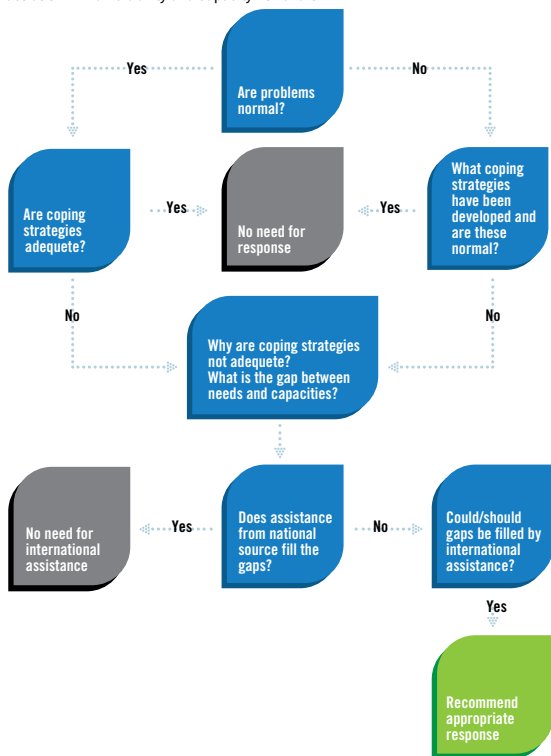 Yes
No
Are problems
normal?
Are coping
strategies
adequete?
Yes
No need for
response
Yes
What coping
strategies
have been
developed and
are these
normal?
No
No
Why are coping strategies
not adequate?
What is the gap between
needs and capacities?
No need for
international
assistance
Yes
Does assistance
from national
source fill the
gaps?
No
Could/should
gaps be filled by
international
assistance?
Yes
Recommend
appropriate
response